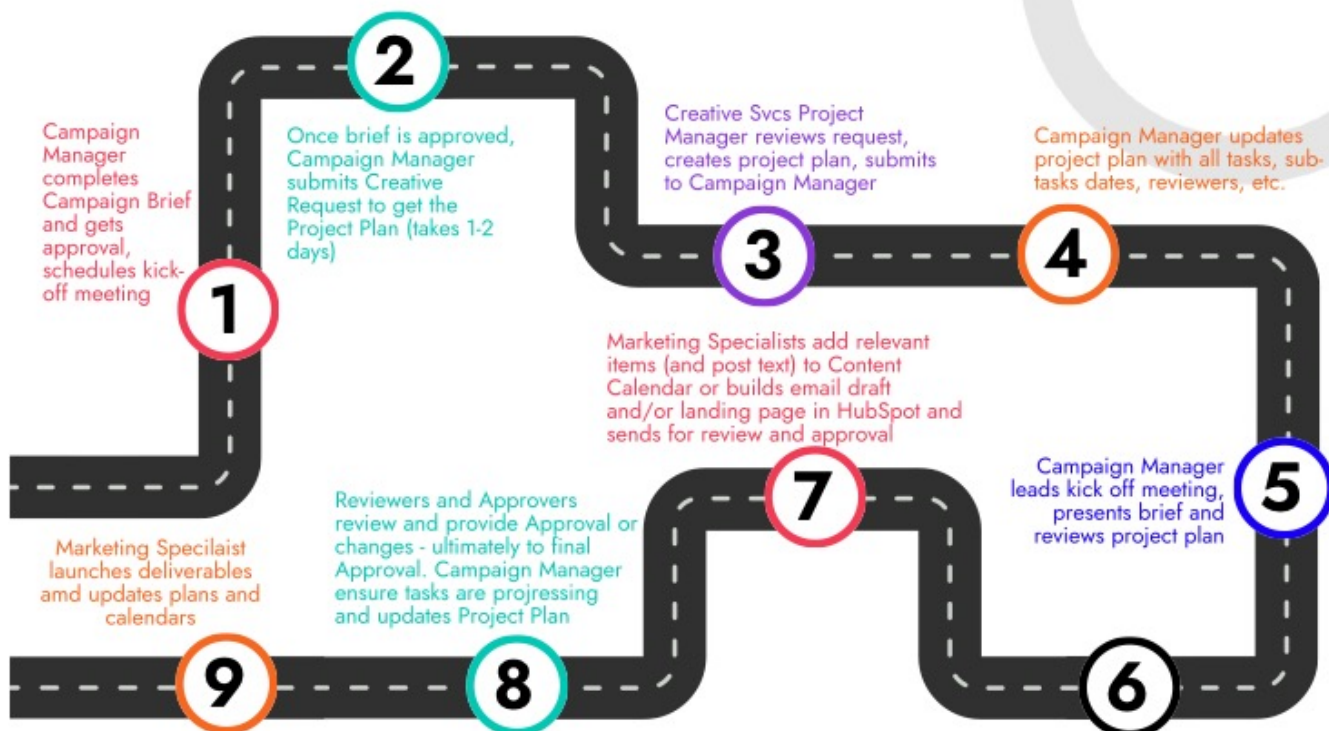 1
Campaign
Manager
completes
Campaign Brief
and gets
approval,
schedules kick-
off meeting
2
Once brief is approved,
Campaign Manager
submits Creative
Request to get the
Project Plan (takes 1-2
days)
3
Creative Svcs Project
Manager reviews request,
creates project plan, submits
to Campaign Manager
4
Campaign Manager updates
project plan with all tasks, sub-
tasks dates, reviewers, etc.
5
Campaign Manager
leads kick off meeting,
presents brief and
reviews project plan
6
7
Marketing Specialists add relevant
items (and post text) to Content
Calendar or builds email draft
and/or landing page in HubSpot and
sends for review and approval
8
Reviewers and Approvers
review and provide Approval or
changes - ultimately to final
Approval. Campaign Manager
ensure tasks are projressing
and updates Project Plan
9
Marketing Specilaist
launches deliverables
amd updates plans and
calendars